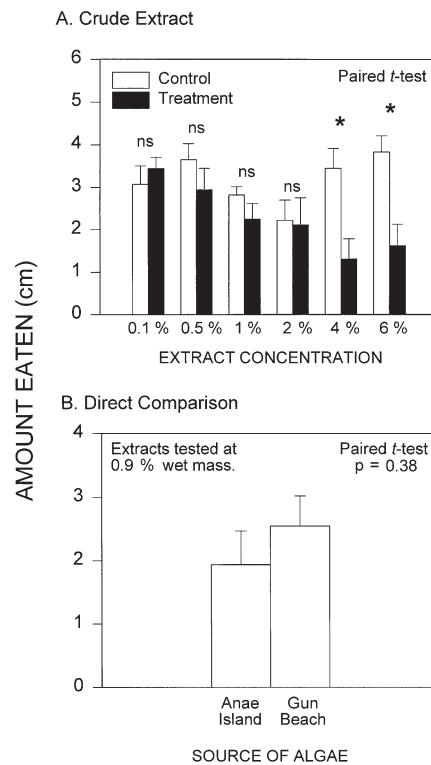 A. Crude Extract
6
5
4
3
2
1
0
Control
Treatment
Paired t-test
ns
ns
ns
ns
*
*
0.1 %
0.5 %
1 %
2 %
4 %
6 %
EXTRACT CONCENTRATION
AMOUNT EATEN (cm)
B. Direct Comparison
4
3
2
1
0
Extracts tested at
0.9 % wet mass.
Paired t-test
p = 0.38
Anae
Island
Gun
Beach
SOURCE OF ALGAE